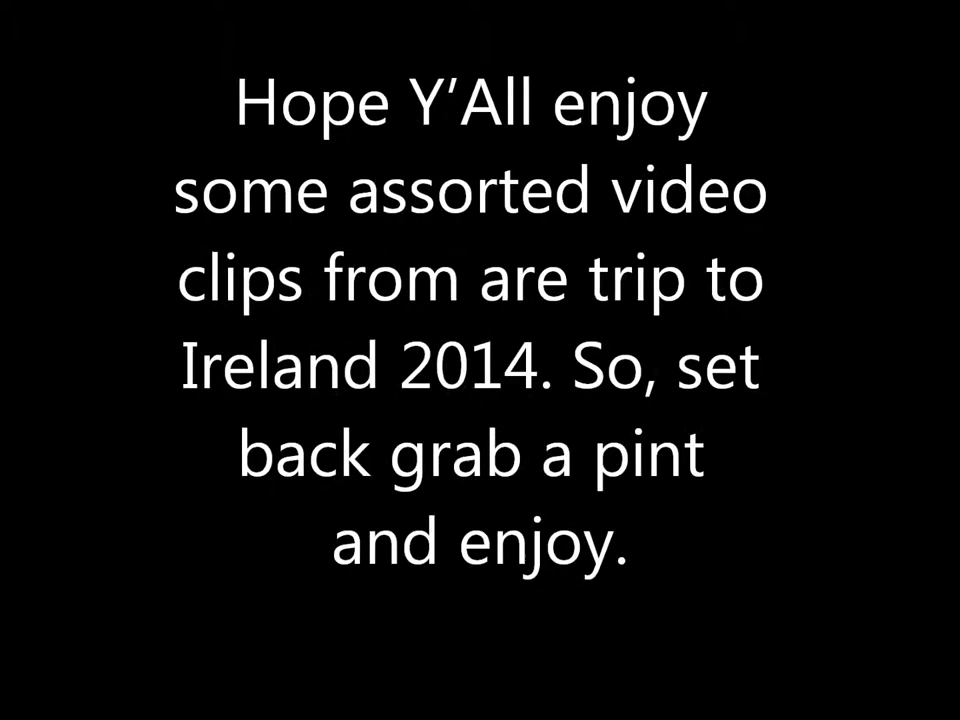 Hope Y’All enjoy
some assorted video
clips from are trip to
Ireland 2014. So, set
back grab a pint
and enjoy.